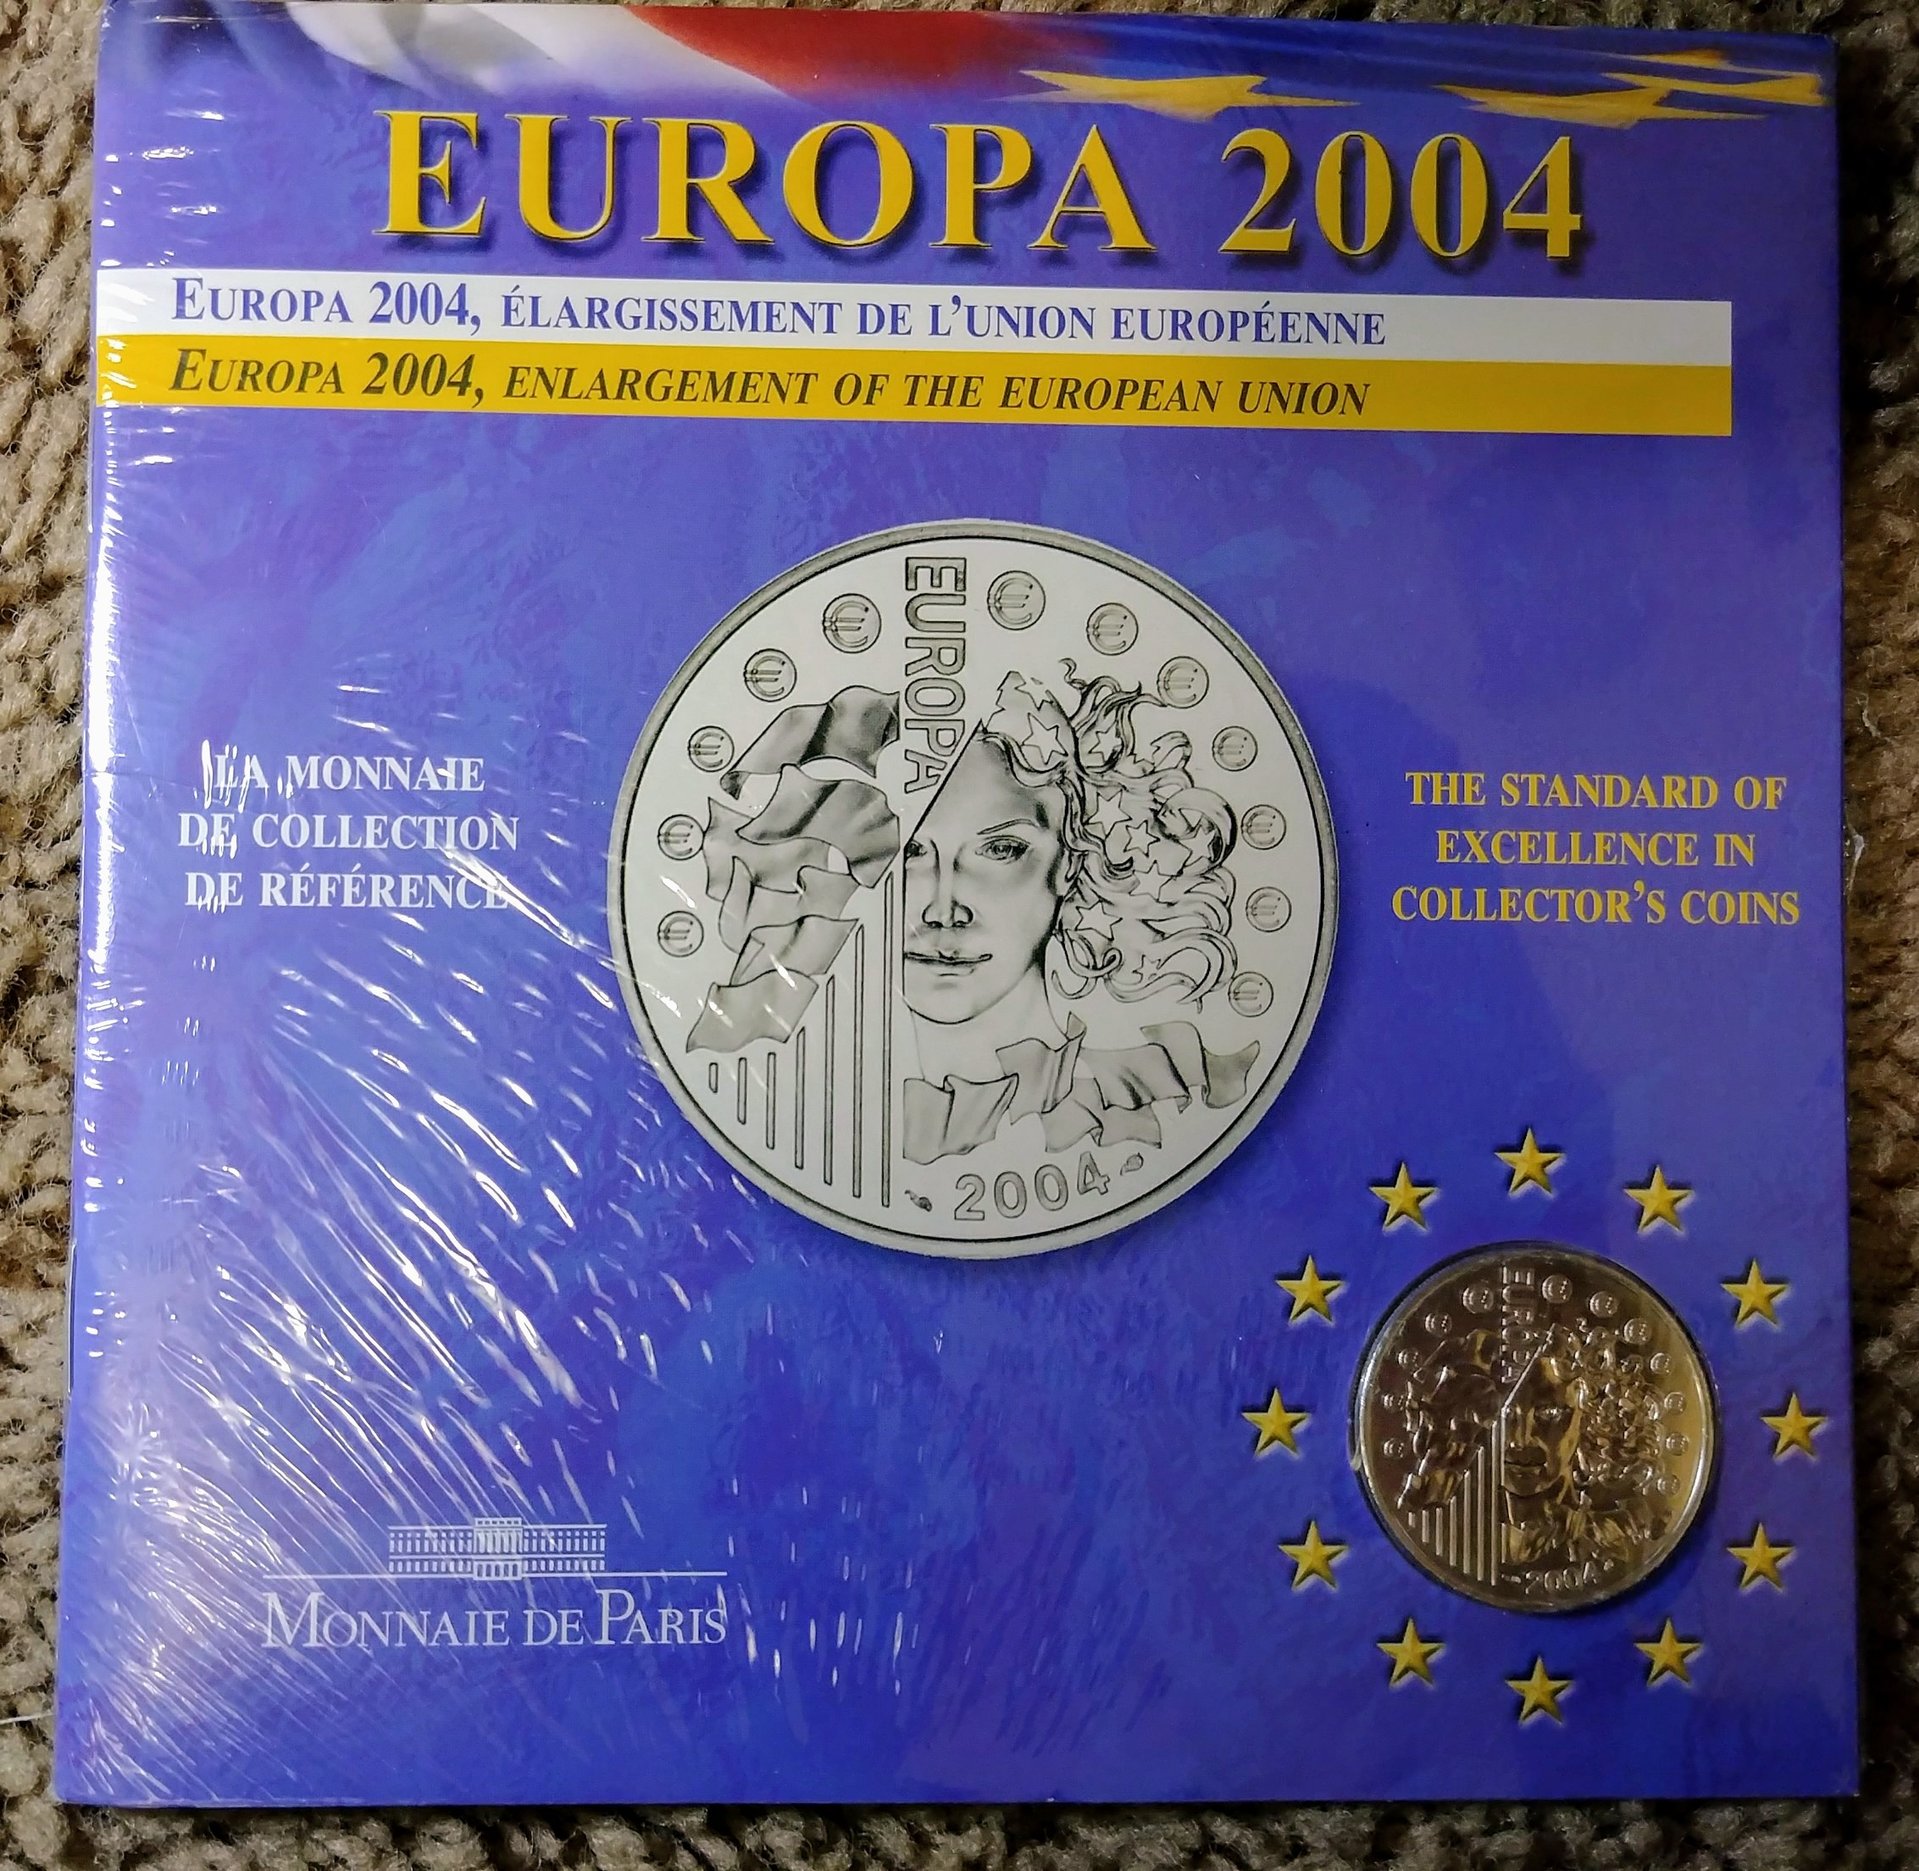 EUROPA 2004
EUROPA 2004, ÉLARGISSEMENT DE L'UNION EUROPÉENNE
EUROPA 2004, ENLARGEMENT OF THE EUROPEAN UNION
EUROPA
2004
LA MONNAIE
DE COLLECTION
DE RÉFÉRENCE
THE STANDARD OF
EXCELLENCE IN
COLLECTOR'S COINS
EUROPA
2004
MONNAIE DE PARIS